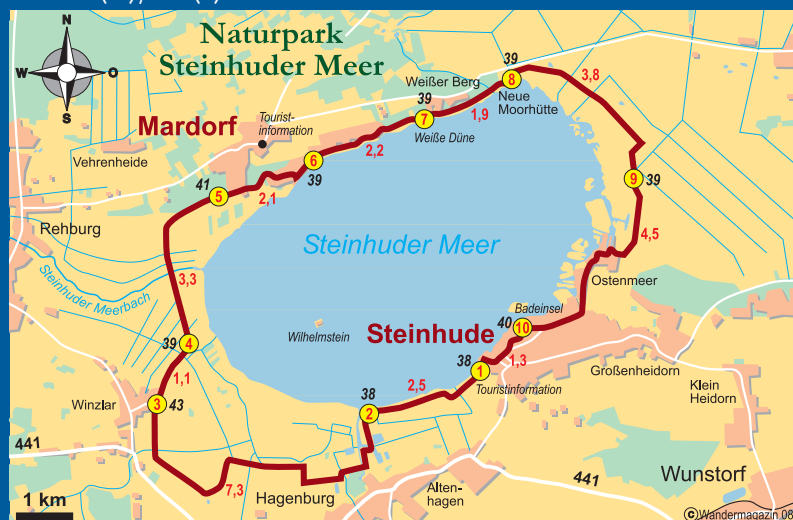 N
W
O
S
Naturpark
Steinhuder Meer
39
8
3,8
Weißer Berg
Neue
Moorhütte
39
7
1,9
Weiße Düne
Mardorf
Tourist-
information
6
39
2,2
Vehrenheide
41
5
2,1
9
39
Rehburg
Steinhuder Meer
4,5
Steinhuder Meerbach
3,3
Ostenmeer
Badeinsel
Wilhelmstein
Steinhude
40
10
39
4
38
1
1,3
Touristinformation
Großenheidorn
1,1
2,5
38
2
Klein
Heidorn
Winzlar
3
43
441
7,3
Hagenburg
Alten-
hagen
441
Wunstorf
1 km
©Wandermagazin 08